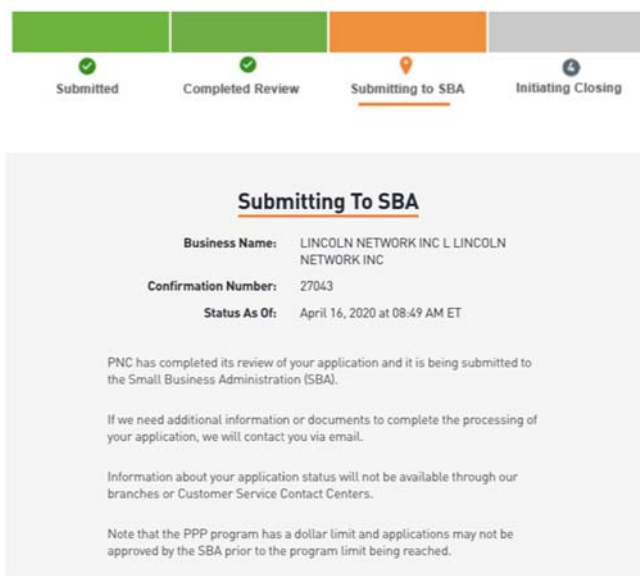 Submitted
Completed Review
Submitting to SBA
4
Initiating Closing
Submitting To SBA
Business Name: LINCOLN NETWORK INC L LINCOLN
NETWORK INC
Confirmation Number: 27043
Status As Of: April 16, 2020 at 08:49 AM ET
PNC has completed its review of your application and it is being submitted to
the Small Business Administration (SBA).
If we need additional information or documents to complete the processing of
your application, we will contact you via email.
Information about your application status will not be available through our
branches or Customer Service Contact Centers.
Note that the PPP program has a dollar limit and applications may not be
approved by the SBA prior to the program limit being reached.